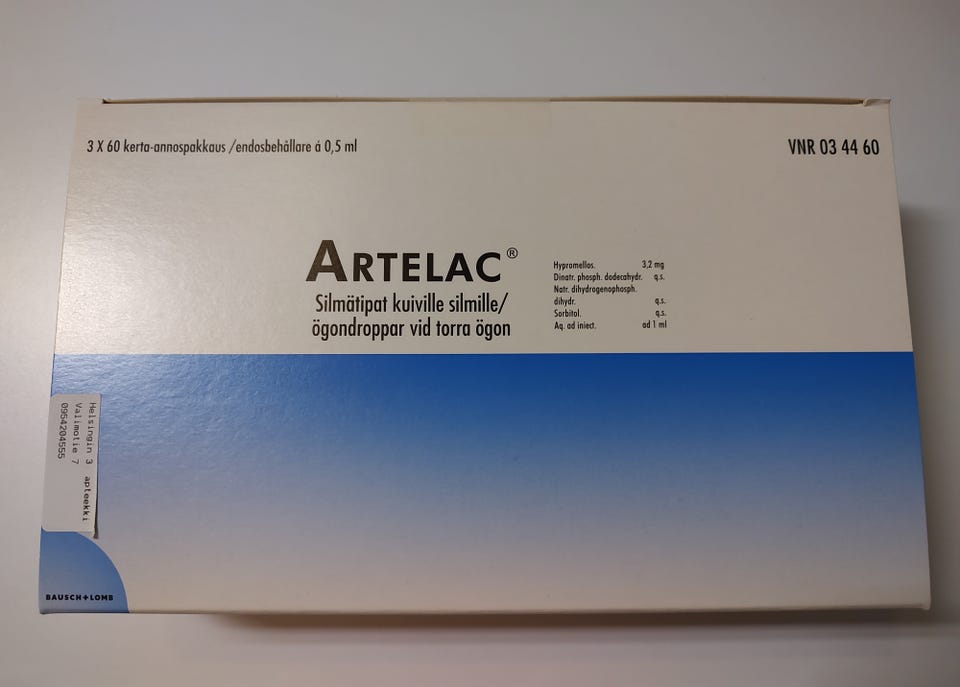 3 X 60 kerta-annospakkaus /endosbehållare á 0,5 ml
VNR 03 44 60
ARTELAC®
Silmätipat kuiville silmille/
ögondroppar vid torra ögon
Hypromellos. 3,2 mg
Dinatr. phosph. dodecahydr. q.s.
Natr. dihydrogenophosph.
dihydr. q.s.
Sorbitol. q.s.
Aq. ad iniect. ad 1 ml
Helsingin 3 apteekki
Valimotie 7
0954204555
BAUSCH+LOMB